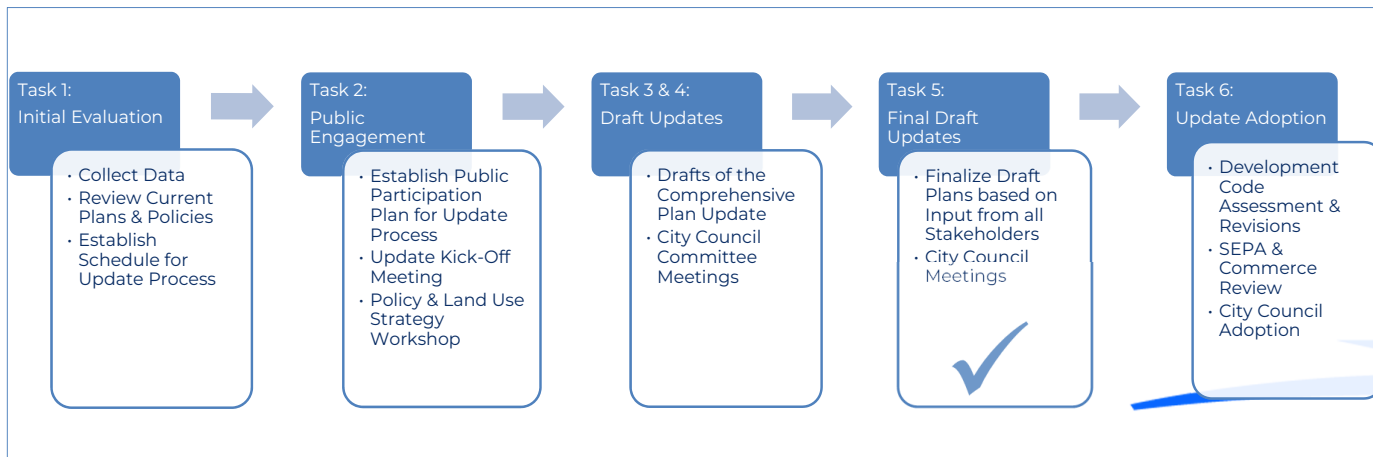 Task 1:
Initial Evaluation
· Collect Data
· Review Current
Plans & Policies
· Establish
Schedule for
Update Process
Task 2:
Public
Engagement
· Establish Public
Participation
Plan for Update
Process
· Update Kick-Off
Meeting
· Policy & Land Use
Strategy
Workshop
Task 3 & 4:
Draft Updates
· Drafts of the
Comprehensive
Plan Update
· City Council
Committee
Meetings
Task 5:
Final Draft
Updates
· Finalize Draft
Plans based on
Input from all
Stakeholders
· City Council
Meetings
Task 6:
Update Adoption
· Development
Code
Assessment &
Revisions
· SEPA &
Commerce
Review
· City Council
Adoption